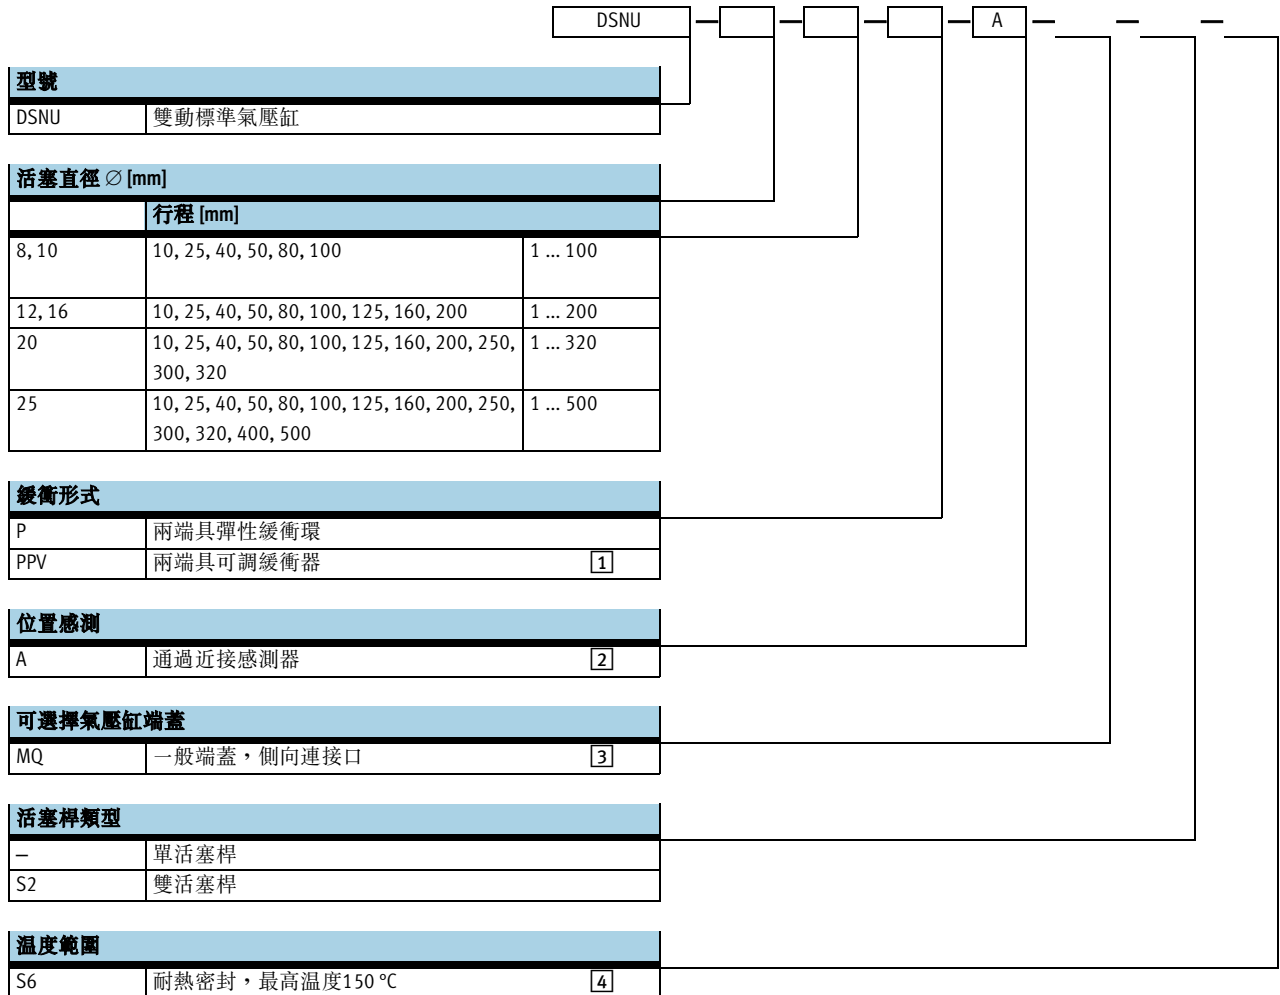 DSNU — — — — A — — —
型號
DSNU 雙動標準氣壓缸
活塞直徑 ∅ [mm]
行程 [mm]
8, 10 10, 25, 40, 50, 80, 100 1 ... 100
12, 16 10, 25, 40, 50, 80, 100, 125, 160, 200 1 ... 200
20 10, 25, 40, 50, 80, 100, 125, 160, 200, 250, 1 ... 320
300, 320
25 10, 25, 40, 50, 80, 100, 125, 160, 200, 250, 1 ... 500
300, 320, 400, 500
緩衝形式
P 兩端具彈性緩衝環
PPV 兩端具可調緩衝器 1
位置感測
A 通過近接感測器 2
可選擇氣壓缸端蓋
MQ 一般端蓋，側向連接口 3
活塞桿類型
– 單活塞桿
S2 雙活塞桿
温度範圍
S6 耐熱密封，最高温度150 °C 4